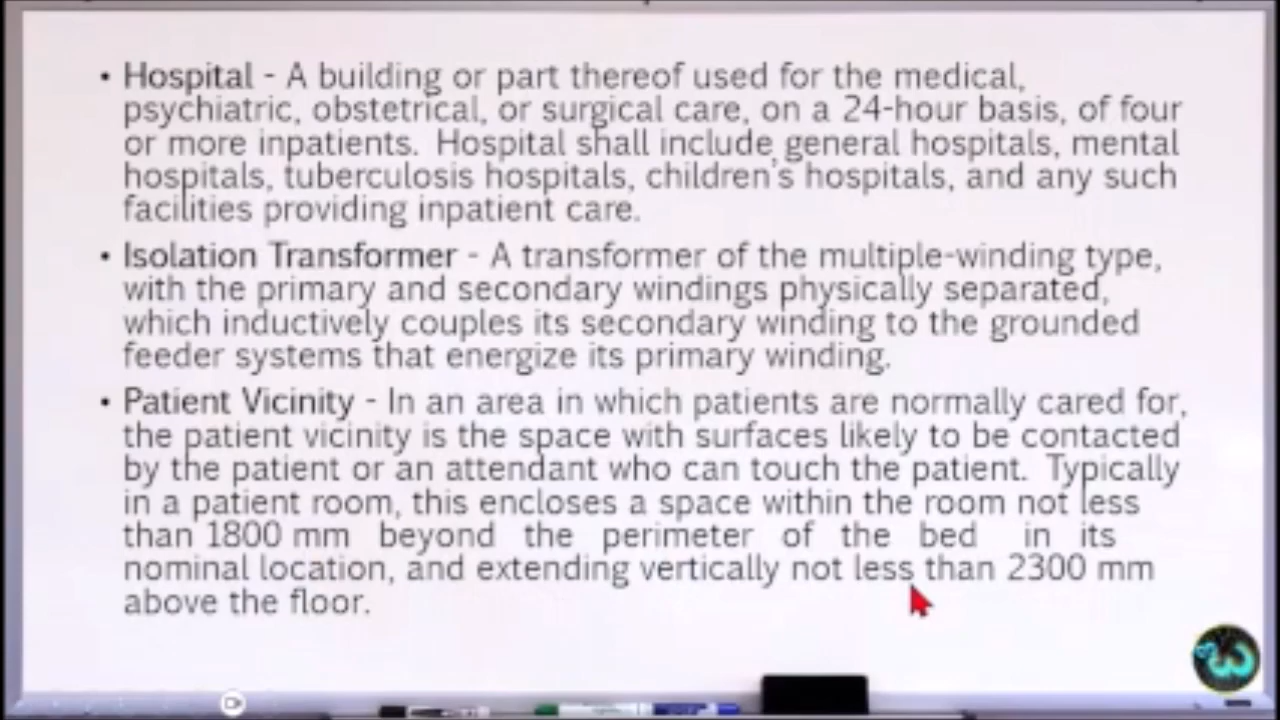 • Hospital - A building or part thereof used for the medical,
psychiatric, obstetrical, or surgical care, on a 24-hour basis, of four
or more inpatients. Hospital shall include general hospitals, mental
hospitals, tuberculosis hospitals, children's hospitals, and any such
facilities providing inpatient care.
• Isolation Transformer - A transformer of the multiple-winding type,
with the primary and secondary windings physically separated,
which inductively couples its secondary winding to the grounded
feeder systems that energize its primary winding.
• Patient Vicinity - In an area in which patients are normally cared for,
the patient vicinity is the space with surfaces likely to be contacted
by the patient or an attendant who can touch the patient. Typically
in a patient room, this encloses a space within the room not less
than 1800 mm beyond the perimeter of the bed in its
nominal location, and extending vertically not less than 2300 mm
above the floor.